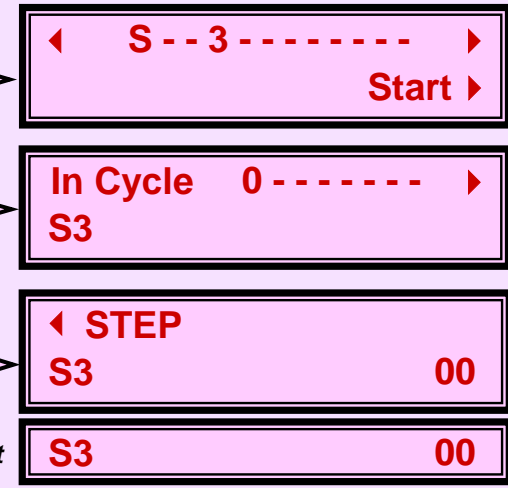 ◀ S - - 3 - - - - - - - - ▶
Start ▶
In Cycle 0 - - - - - - - ▶
S3
◀ STEP
S3 00
S3 00